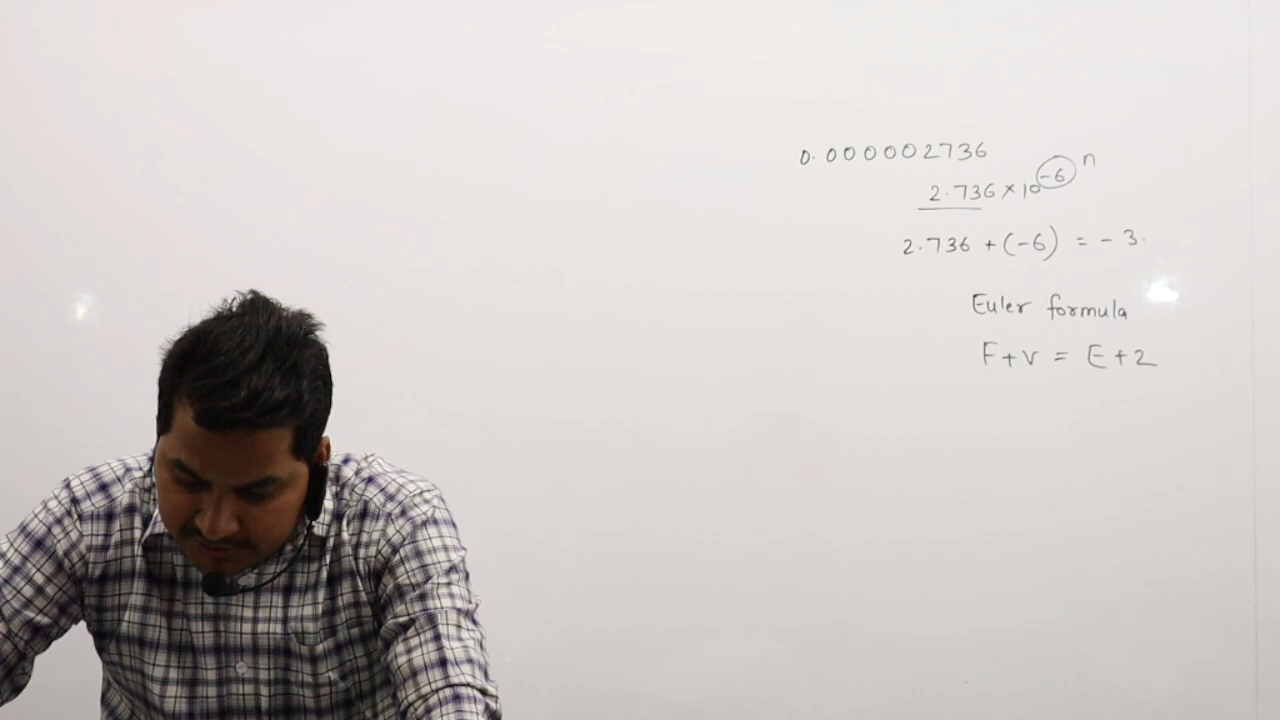 0.000002736
2.736 × 10^-6 n
2.736 + (-6) = -3.
Euler formula
F+V = E+2